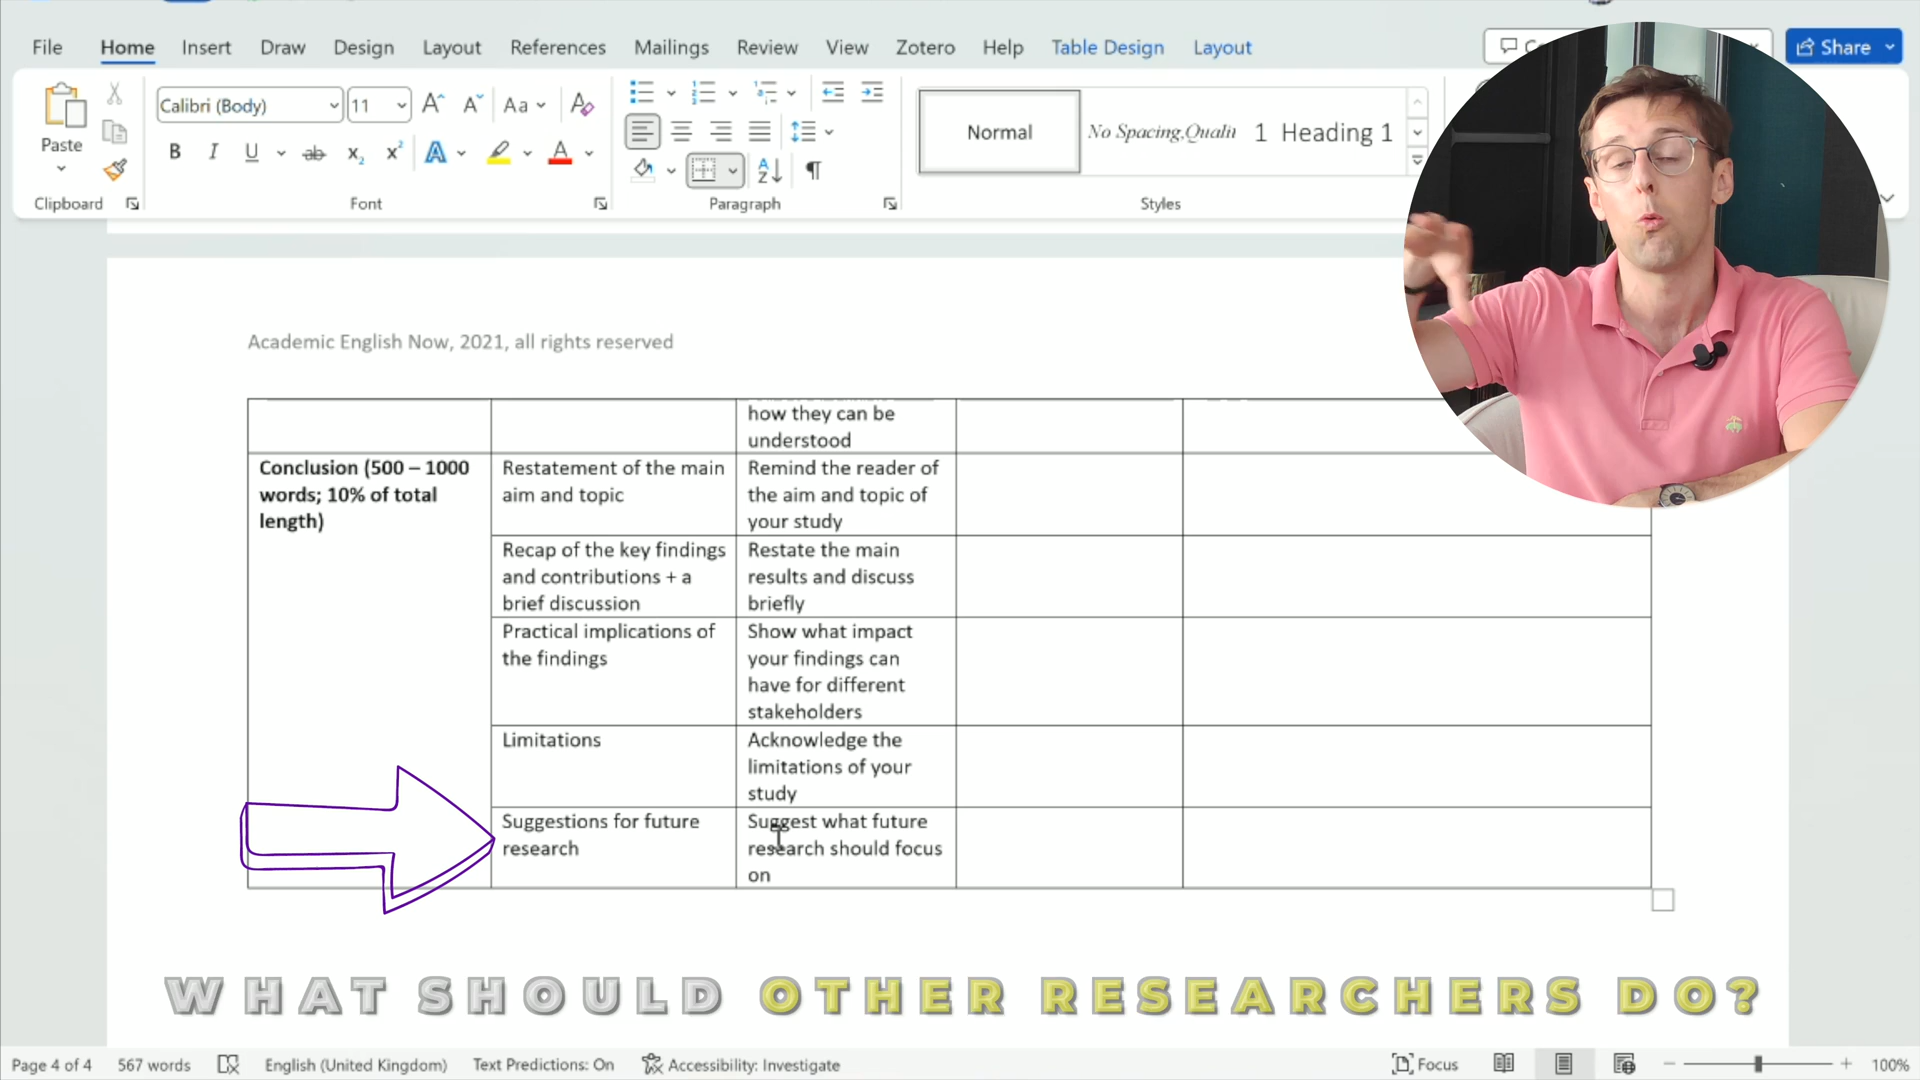 File Home Insert Draw Design Layout References Mailings Review View Zotero Help Table Design Layout Share
Paste
Calibri (Body) 11 Aa
B I U ab x₂ x² A A
Normal
No Spacing,Qualit
1 Heading 1
Clipboard Font Paragraph Styles
Academic English Now, 2021, all rights reserved
how they can be
understood
Conclusion (500 – 1000
words; 10% of total
length)
Restatement of the main
aim and topic
Remind the reader of
the aim and topic of
your study
Recap of the key findings
and contributions + a
brief discussion
Restate the main
results and discuss
briefly
Practical implications of
the findings
Show what impact
your findings can
have for different
stakeholders
Limitations
Acknowledge the
limitations of your
study
Suggestions for future
research
Suggest what future
research should focus
on
WHAT SHOULD OTHER RESEARCHERS DO?
Page 4 of 4 567 words English (United Kingdom) Text Predictions: On Accessibility: Investigate Focus 100%